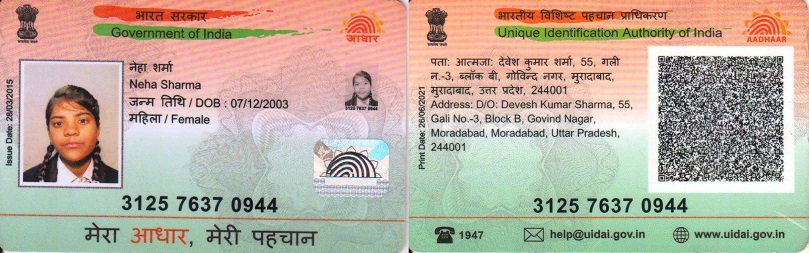 भारत सरकार
Government of India
आधार
Issue Date: 28/03/2015
नेहा शर्मा
Neha Sharma
जन्म तिथि / DOB : 07/12/2003
महिला / Female
3125 7637 0944
3125 7637 0944
मेरा आधार, मेरी पहचान
भारतीय विशिष्ट पहचान प्राधिकरण
Unique Identification Authority of India
AADHAAR
Print Date: 26/06/2021
पता: आत्मजा: देवेश कुमार शर्मा, 55, गली
न.-3, ब्लॉक बी, गोविन्द नगर, मुरादाबाद,
मुरादाबाद, उत्तर प्रदेश, 244001
Address: D/O: Devesh Kumar Sharma, 55,
Gali No.-3, Block B, Govind Nagar,
Moradabad, Moradabad, Uttar Pradesh,
244001
3125 7637 0944
1947
help@uidai.gov.in
www.uidai.gov.in